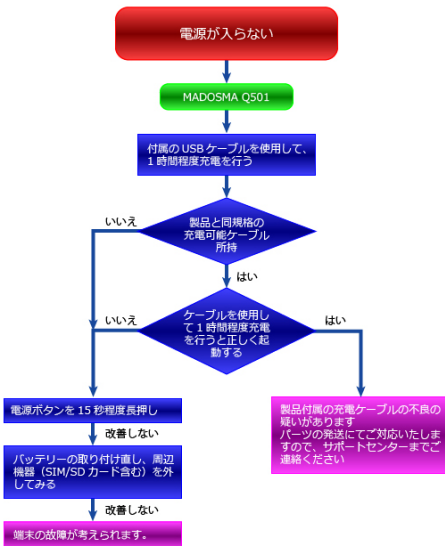 電源が入らない
MADOSMA Q501
付属の USB ケーブルを使用して、
1 時間程度充電を行う
製品と同規格の
充電可能ケーブル
所持
いいえ
はい
ケーブルを使用し
て 1 時間程度充電
を行うと正しく起
動する
いいえ
はい
電源ボタンを 15 秒程度長押し
改善しない
バッテリーの取り付け直し、周辺
機器（SIM/SD カード含む）を外
してみる
改善しない
端末の故障が考えられます。
製品付属の充電ケーブルの不良の
疑いがあります
パーツの発送にてご対応いたしま
すので、サポートセンターまでご
連絡ください